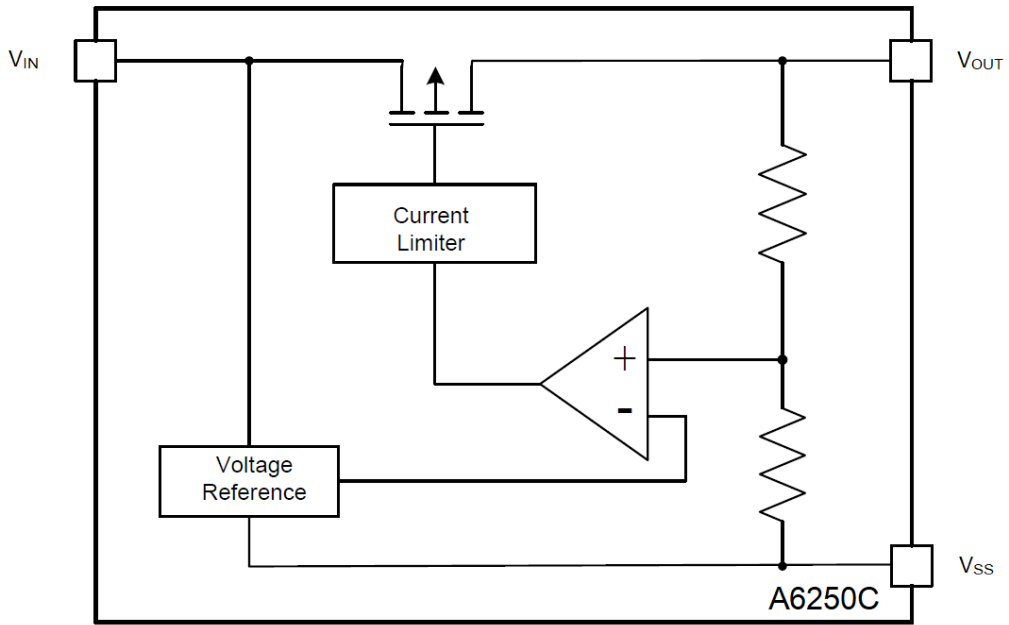 VIN
VOUT
Current
Limiter
+
-
Voltage
Reference
VSS
A6250C